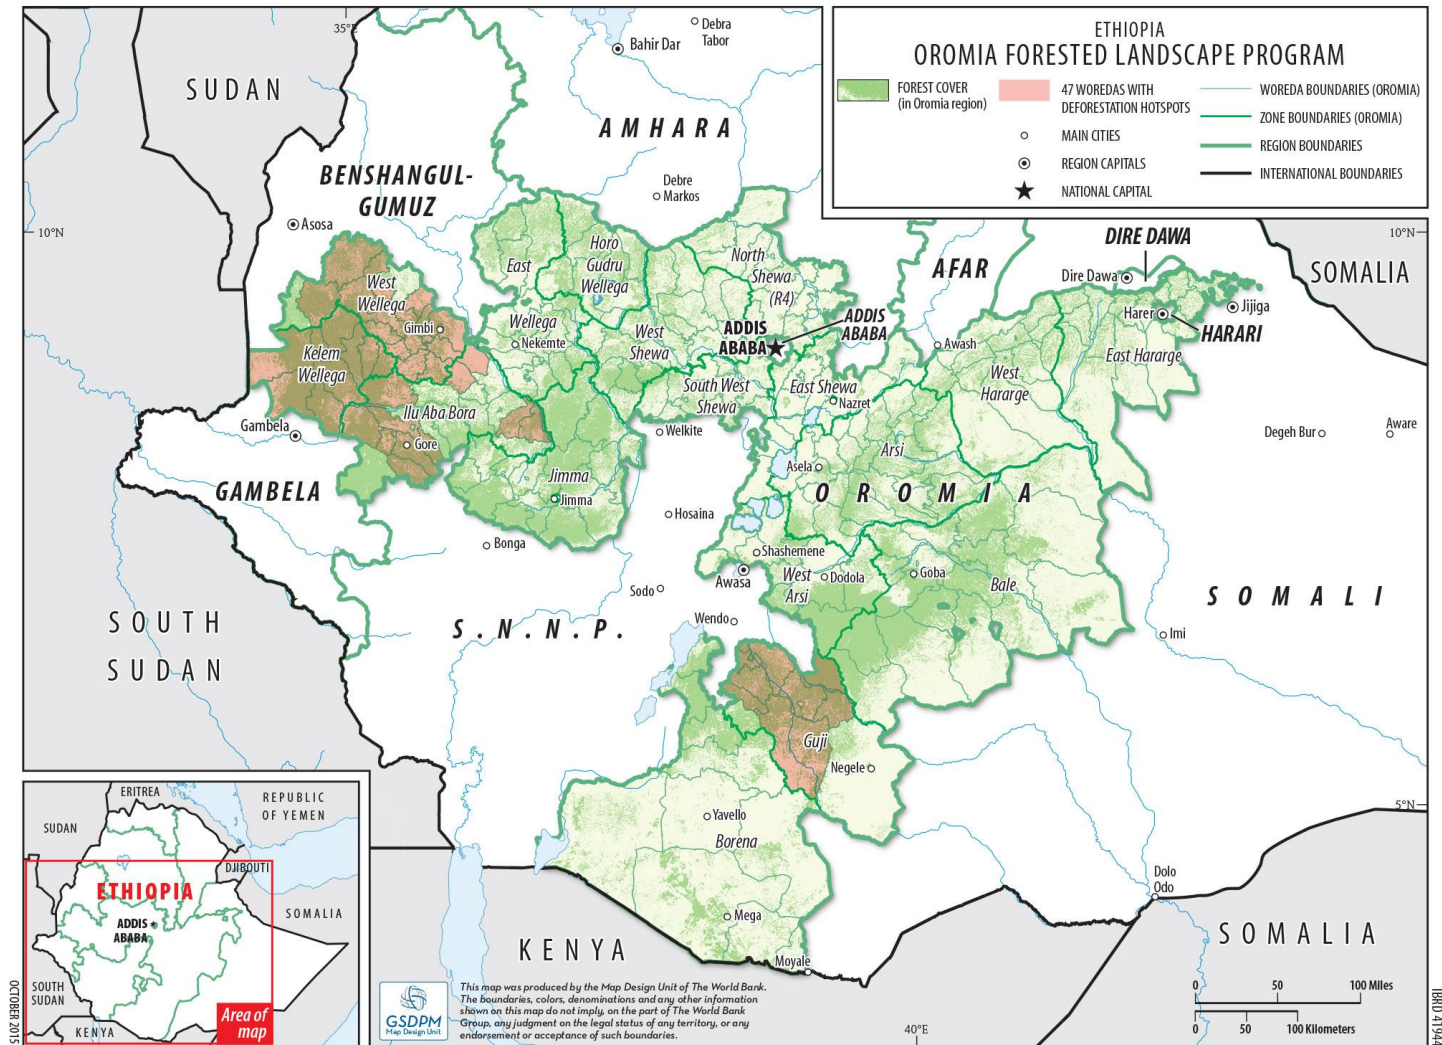 ETHIOPIA
OROMIA FORESTED LANDSCAPE PROGRAM
FOREST COVER
(in Oromia region)
47 WOREDAS WITH
DEFORESTATION HOTSPOTS
MAIN CITIES
REGION CAPITALS
NATIONAL CAPITAL
WOREDA BOUNDARIES (OROMIA)
ZONE BOUNDARIES (OROMIA)
REGION BOUNDARIES
INTERNATIONAL BOUNDARIES
35°E
Debra
Tabor
Bahir Dar
SUDAN
AMHARA
BENSHANGUL-
GUMUZ
Debre
Markos
Asosa
10°N
10°N
DIRE DAWA
SOMALIA
AFAR
Dire Dawa
Jijiga
Harer
HARARI
East Hararge
West
Wellega
Gimbi
East
Wellega
Nekemte
Horo
Gudru
Wellega
North
Shewa
(R4)
West
Shewa
ADDIS
ABABA
ADDIS
ABABA
Awash
West
Hararge
Kelem
Wellega
South West
Shewa
East Shewa
Nazret
Ilu Aba Bora
Gambela
Gore
Welkite
Degeh Bur
Aware
Arsi
Asela
GAMBELA
Jimma
Jimma
OROMIA
Hosaina
Bonga
Shashemene
Awasa
West
Arsi
Dodola
Goba
Bale
Sodo
SOMALI
SOUTH
SUDAN
S.N.N.P.
Wendo
Imi
Guji
Negele
5°N
Yavello
Borena
Mega
Moyale
Dolo
Odo
KENYA
SOMALIA
40°E
ERITREA
REPUBLIC
OF YEMEN
SUDAN
DJIBOUTI
ETHIOPIA
ADDIS
ABABA
SOMALIA
SOUTH
SUDAN
KENYA
Area of
map
OCTOBER 2015
GSDPM
Map Design Unit
This map was produced by the Map Design Unit of The World Bank.
The boundaries, colors, denominations and any other information
shown on this map do not imply, on the part of The World Bank
Group, any judgment on the legal status of any territory, or any
endorsement or acceptance of such boundaries.
0 50 100 Miles
0 50 100 Kilometers
IBRD 41944